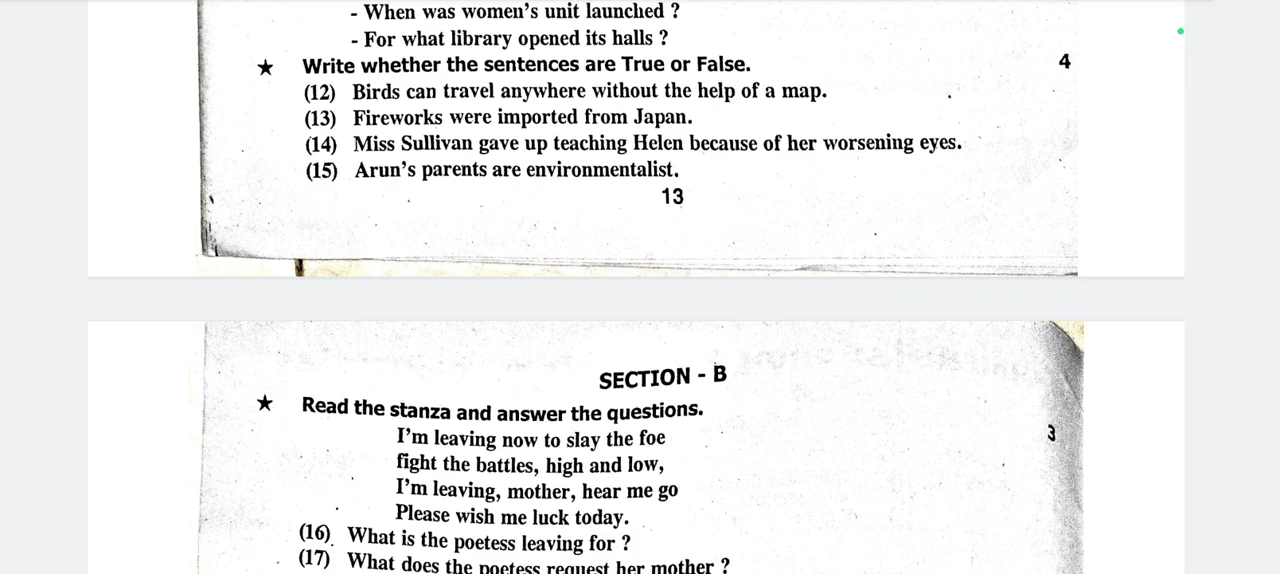 - When was women's unit launched ?
- For what library opened its halls ?
★ Write whether the sentences are True or False. 4
(12) Birds can travel anywhere without the help of a map.
(13) Fireworks were imported from Japan.
(14) Miss Sullivan gave up teaching Helen because of her worsening eyes.
(15) Arun's parents are environmentalist.
13
SECTION - B
★ Read the stanza and answer the questions. 3
I'm leaving now to slay the foe
fight the battles, high and low,
I'm leaving, mother, hear me go
Please wish me luck today.
(16) What is the poetess leaving for ?
(17) What does the poetess request her mother ?